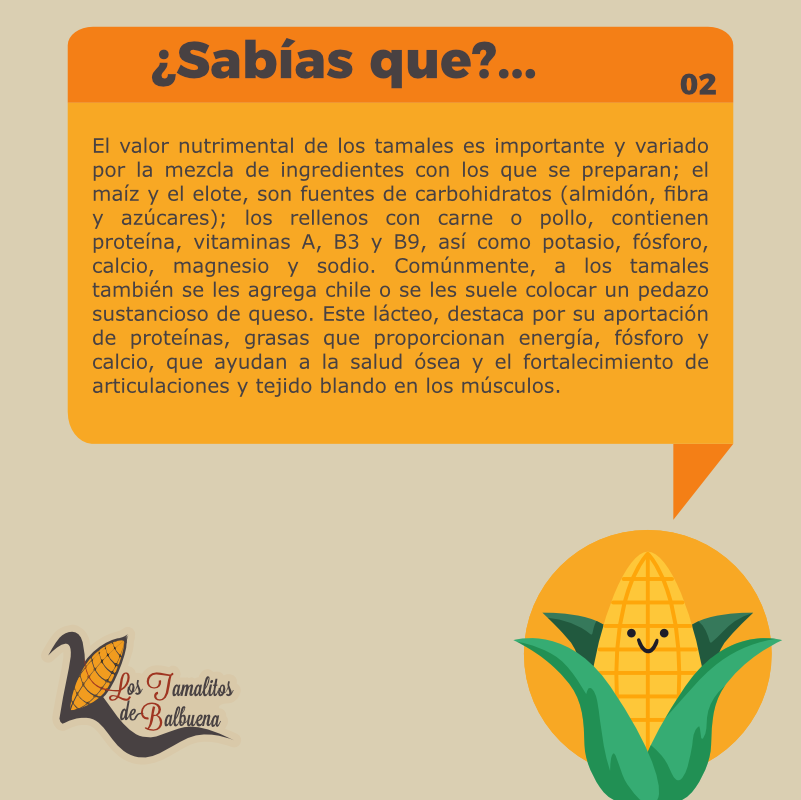 ¿Sabías que?...
02
El valor nutrimental de los tamales es importante y variado
por la mezcla de ingredientes con los que se preparan; el
maíz y el elote, son fuentes de carbohidratos (almidón, fibra
y azúcares); los rellenos con carne o pollo, contienen
proteína, vitaminas A, B3 y B9, así como potasio, fósforo,
calcio, magnesio y sodio. Comúnmente, a los tamales
también se les agrega chile o se les suele colocar un pedazo
sustancioso de queso. Este lácteo, destaca por su aportación
de proteínas, grasas que proporcionan energía, fósforo y
calcio, que ayudan a la salud ósea y el fortalecimiento de
articulaciones y tejido blando en los músculos.
Los Tamalitos
de Balbuena